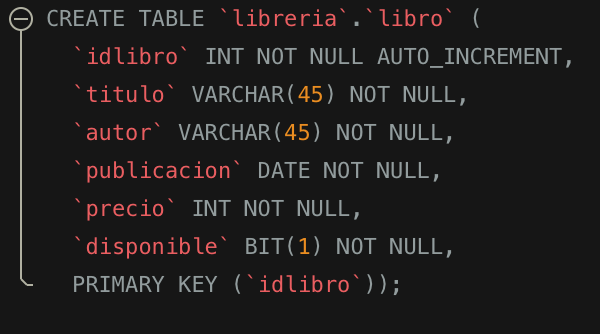 CREATE TABLE `libreria`.`libro` (
`idlibro` INT NOT NULL AUTO_INCREMENT,
`titulo` VARCHAR(45) NOT NULL,
`autor` VARCHAR(45) NOT NULL,
`publicacion` DATE NOT NULL,
`precio` INT NOT NULL,
`disponible` BIT(1) NOT NULL,
PRIMARY KEY (`idlibro`));